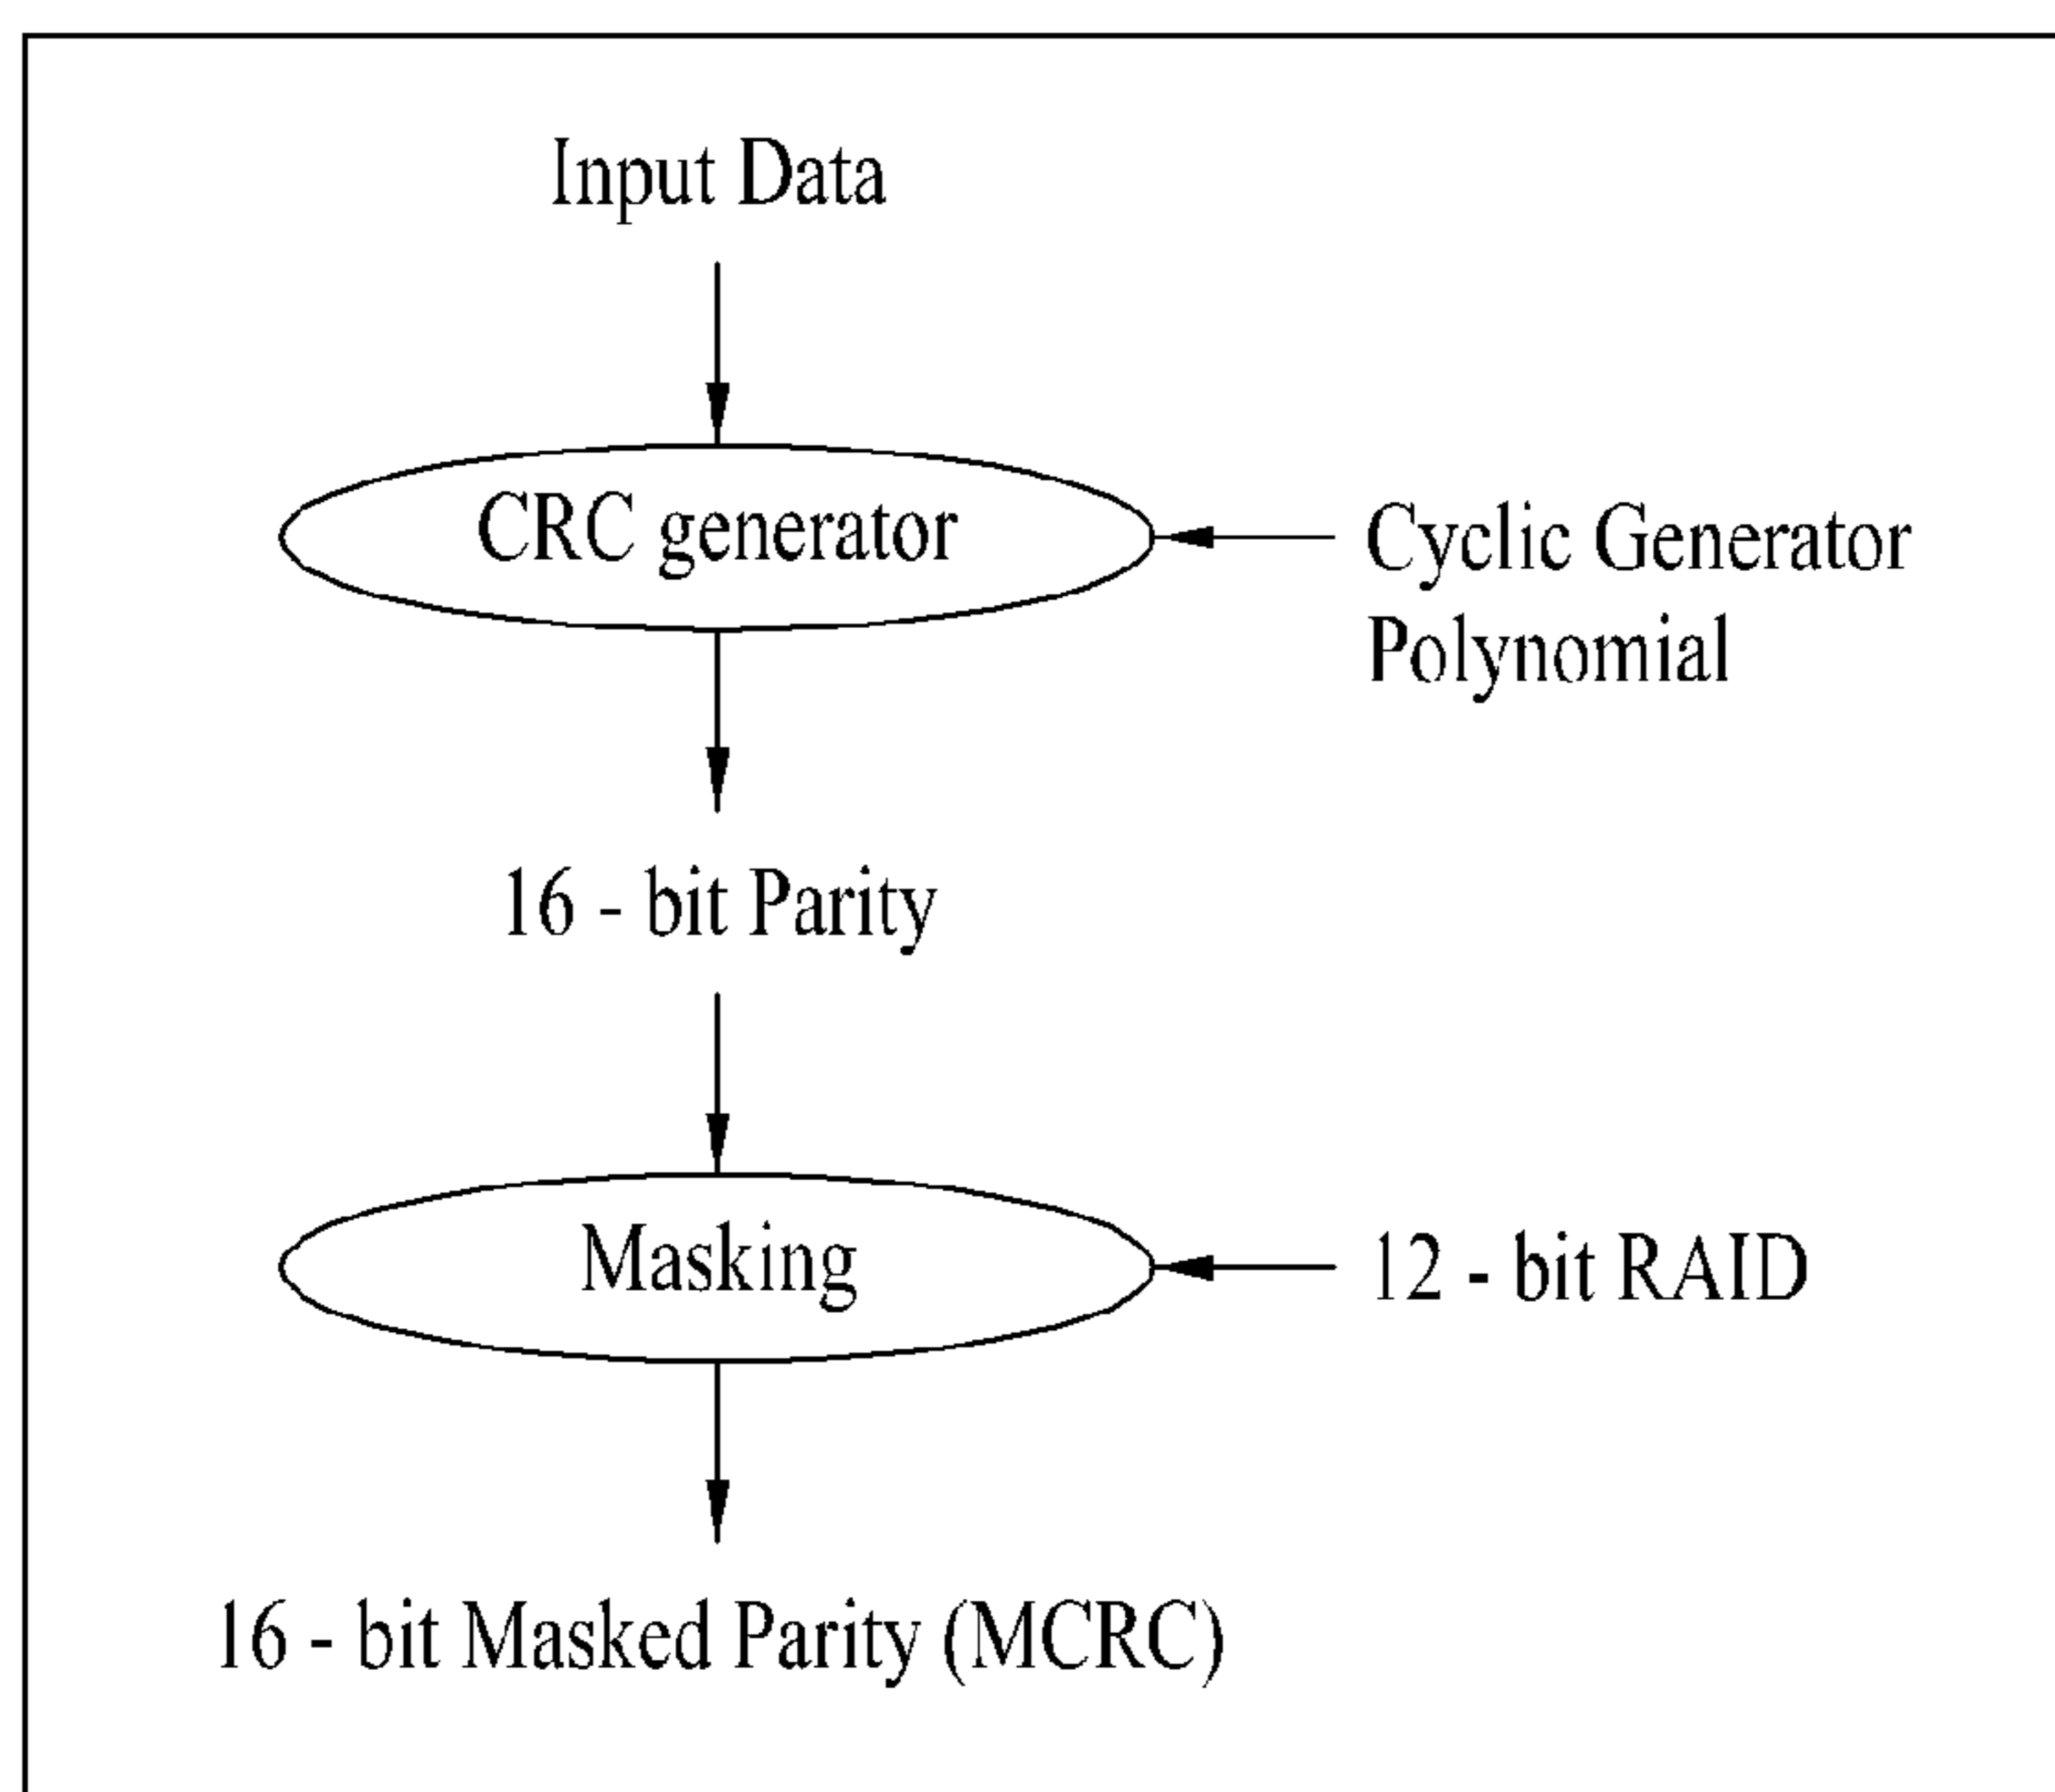 Input Data
CRC generator
Cyclic Generator
Polynomial
16 - bit Parity
Masking
12 - bit RAID
16 - bit Masked Parity (MCRC)